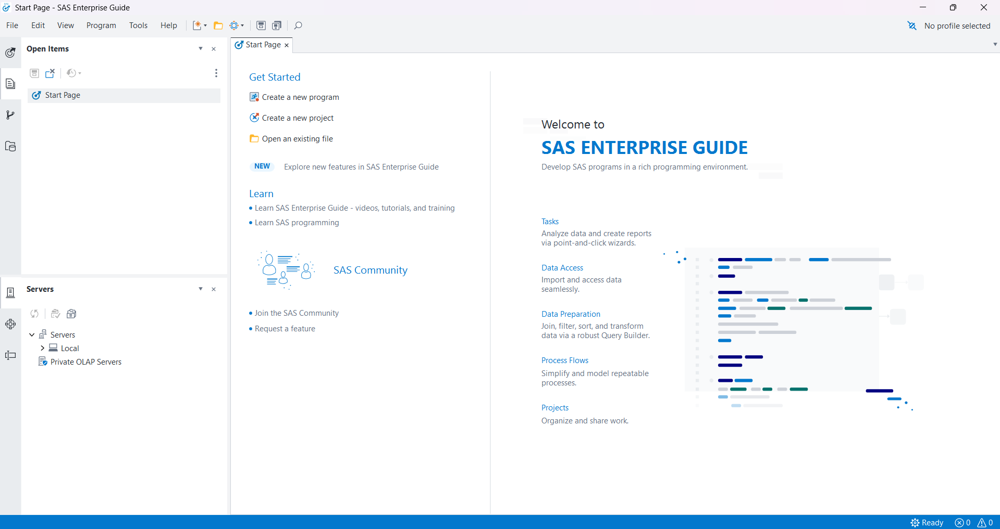 Start Page - SAS Enterprise Guide
File Edit View Program Tools Help
No profile selected
Open Items
Start Page
Servers
Servers
Local
Private OLAP Servers
Start Page
Get Started
Create a new program
Create a new project
Open an existing file
NEW Explore new features in SAS Enterprise Guide
Learn
Learn SAS Enterprise Guide - videos, tutorials, and training
Learn SAS programming
SAS Community
Join the SAS Community
Request a feature
Welcome to
SAS ENTERPRISE GUIDE
Develop SAS programs in a rich programming environment.
Tasks
Analyze data and create reports
via point-and-click wizards.
Data Access
Import and access data
seamlessly.
Data Preparation
Join, filter, sort, and transform
data via a robust Query Builder.
Process Flows
Simplify and model repeatable
processes.
Projects
Organize and share work.
Ready 0 0